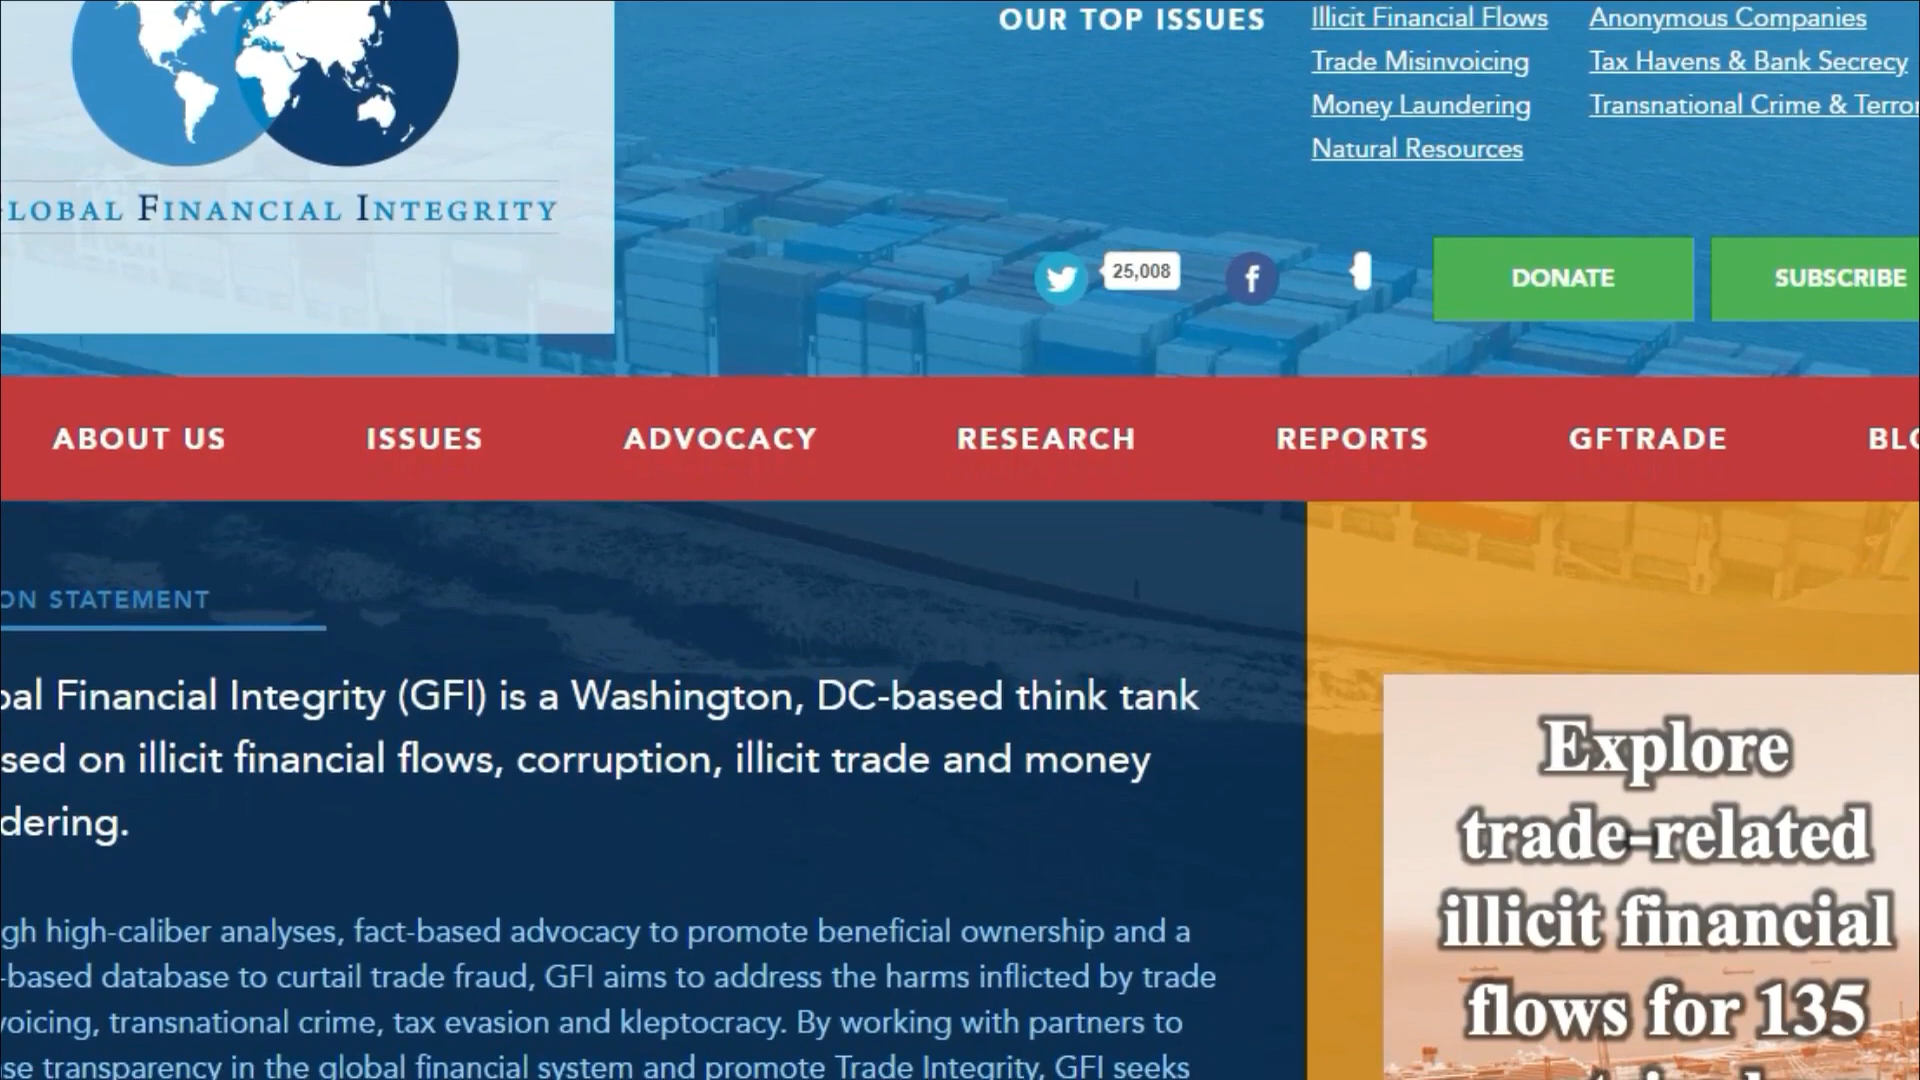 OUR TOP ISSUES
Illicit Financial Flows
Anonymous Companies
Trade Misinvoicing
Tax Havens & Bank Secrecy
Money Laundering
Transnational Crime & Terror
Natural Resources
LOBAL FINANCIAL INTEGRITY
25,008
f
DONATE
SUBSCRIBE
ABOUT US
ISSUES
ADVOCACY
RESEARCH
REPORTS
GFTRADE
BLO
ON STATEMENT
bal Financial Integrity (GFI) is a Washington, DC-based think tank
sed on illicit financial flows, corruption, illicit trade and money
dering.
gh high-caliber analyses, fact-based advocacy to promote beneficial ownership and a
-based database to curtail trade fraud, GFI aims to address the harms inflicted by trade
voicing, transnational crime, tax evasion and kleptocracy. By working with partners to
se transparency in the global financial system and promote Trade Integrity, GFI seeks
Explore
trade-related
illicit financial
flows for 135